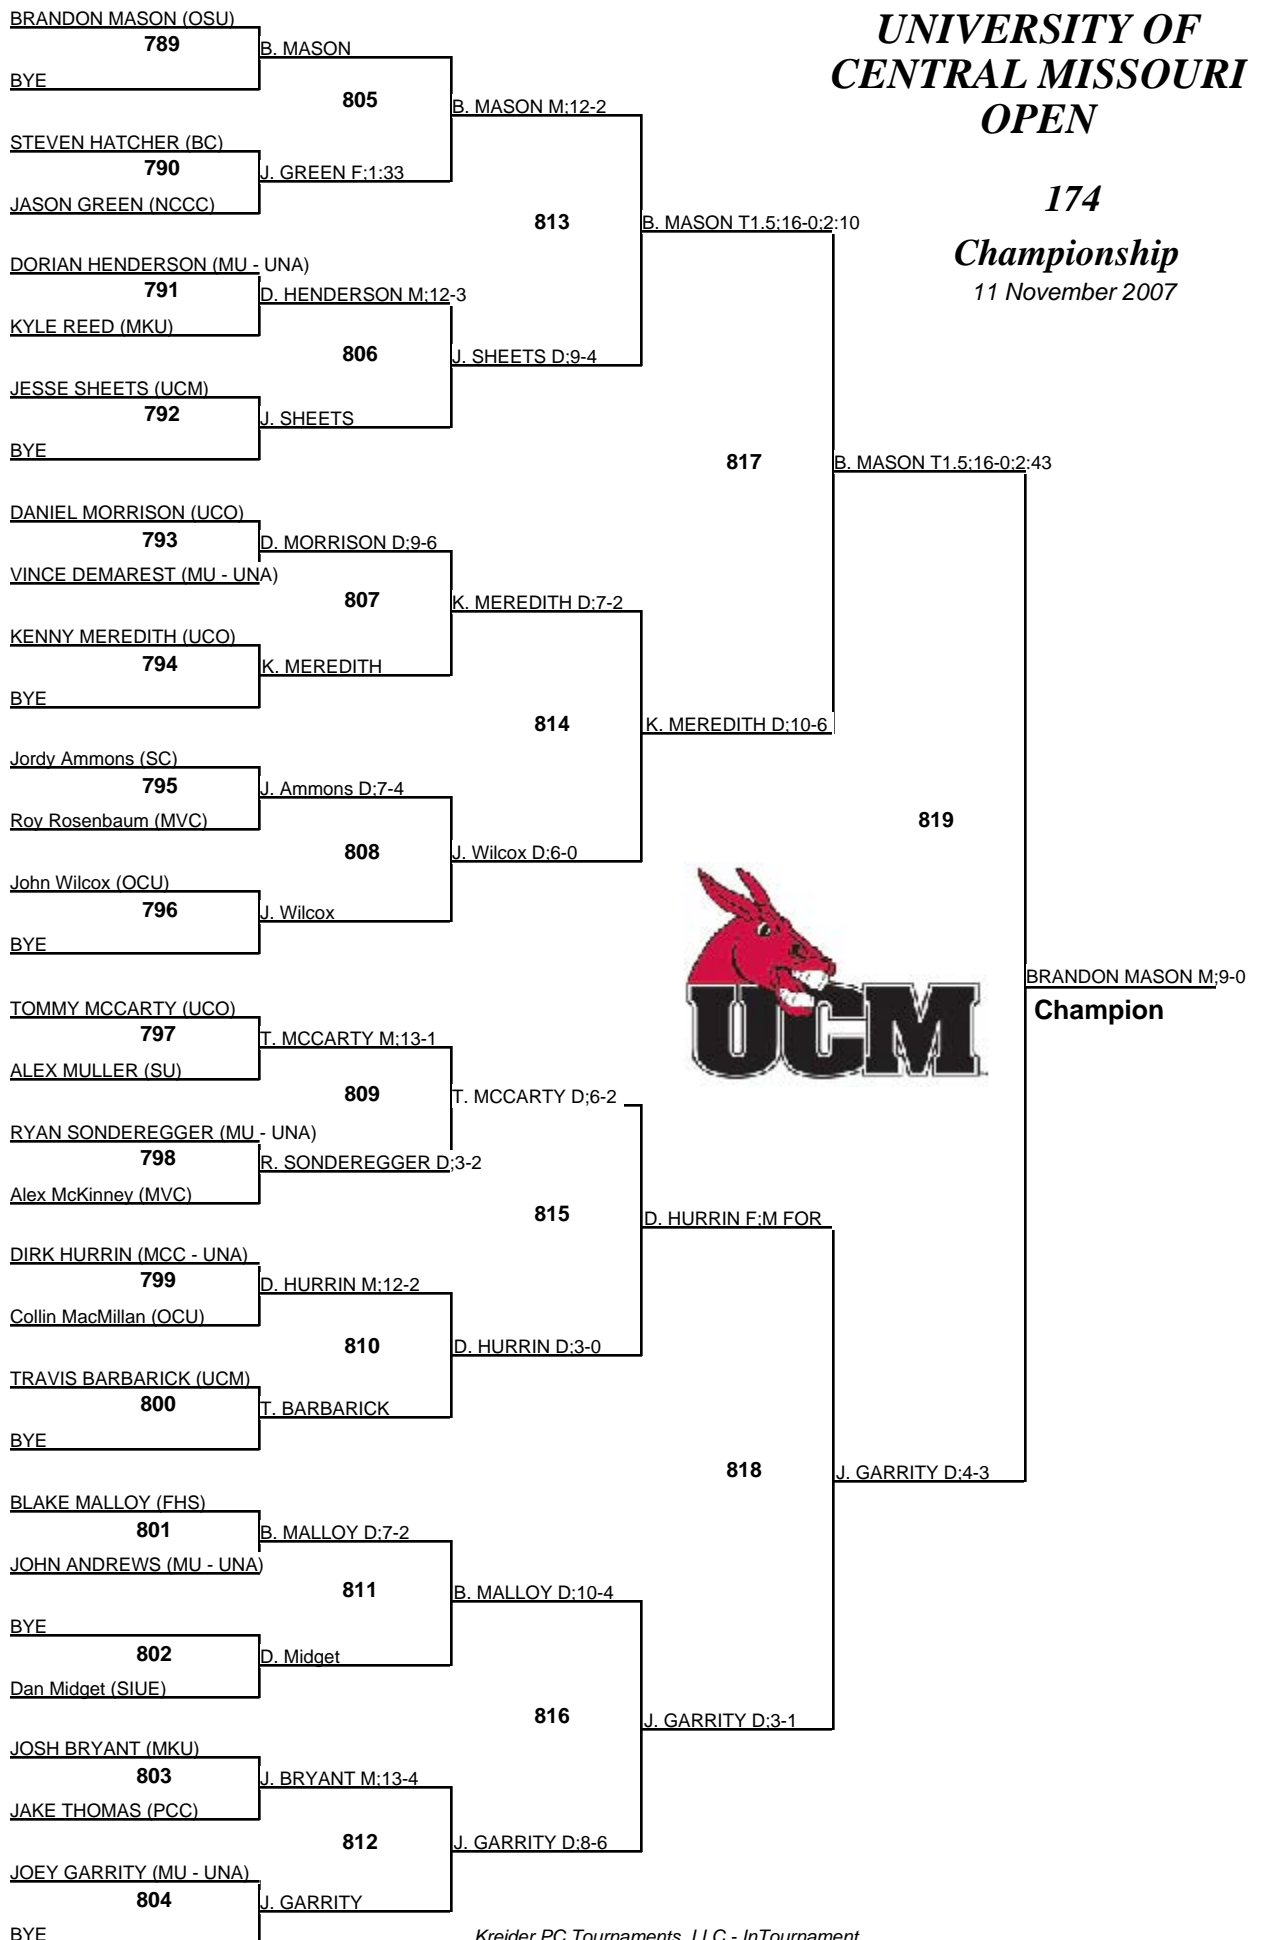 BRANDON MASON (OSU)
789
BYE
B. MASON
805
STEVEN HATCHER (BC)
790
JASON GREEN (NCCC)
J. GREEN F;1:33
B. MASON M;12-2
813
DORIAN HENDERSON (MU - UNA)
791
KYLE REED (MKU)
D. HENDERSON M;12-3
806
JESSE SHEETS (UCM)
792
BYE
J. SHEETS
J. SHEETS D;9-4
B. MASON T1.5;16-0;2:10
817
DANIEL MORRISON (UCO)
793
VINCE DEMAREST (MU - UNA)
D. MORRISON D;9-6
807
KENNY MEREDITH (UCO)
794
BYE
K. MEREDITH
K. MEREDITH D;7-2
814
Jordy Ammons (SC)
795
Roy Rosenbaum (MVC)
J. Ammons D;7-4
808
John Wilcox (OCU)
796
BYE
J. Wilcox
J. Wilcox D;6-0
K. MEREDITH D;10-6
B. MASON T1.5;16-0;2:43
819
TOMMY MCCARTY (UCO)
797
ALEX MULLER (SU)
T. MCCARTY M;13-1
809
RYAN SONDEREGGER (MU - UNA)
798
Alex McKinney (MVC)
R. SONDEREGGER D;3-2
T. MCCARTY D;6-2
815
DIRK HURRIN (MCC - UNA)
799
Collin MacMillan (OCU)
D. HURRIN M;12-2
810
TRAVIS BARBARICK (UCM)
800
BYE
T. BARBARICK
D. HURRIN D;3-0
D. HURRIN F;M FOR
818
BLAKE MALLOY (FHS)
801
JOHN ANDREWS (MU - UNA)
B. MALLOY D;7-2
811
BYE
802
Dan Midget (SIUE)
D. Midget
B. MALLOY D;10-4
816
JOSH BRYANT (MKU)
803
JAKE THOMAS (PCC)
J. BRYANT M;13-4
812
JOEY GARRITY (MU - UNA)
804
BYE
J. GARRITY
J. GARRITY D;8-6
J. GARRITY D;3-1
J. GARRITY D;4-3
BRANDON MASON M;9-0
Champion
UNIVERSITY OF
CENTRAL MISSOURI
OPEN
174
Championship
11 November 2007
UCM
Kreider PC Tournaments, LLC - InTournament